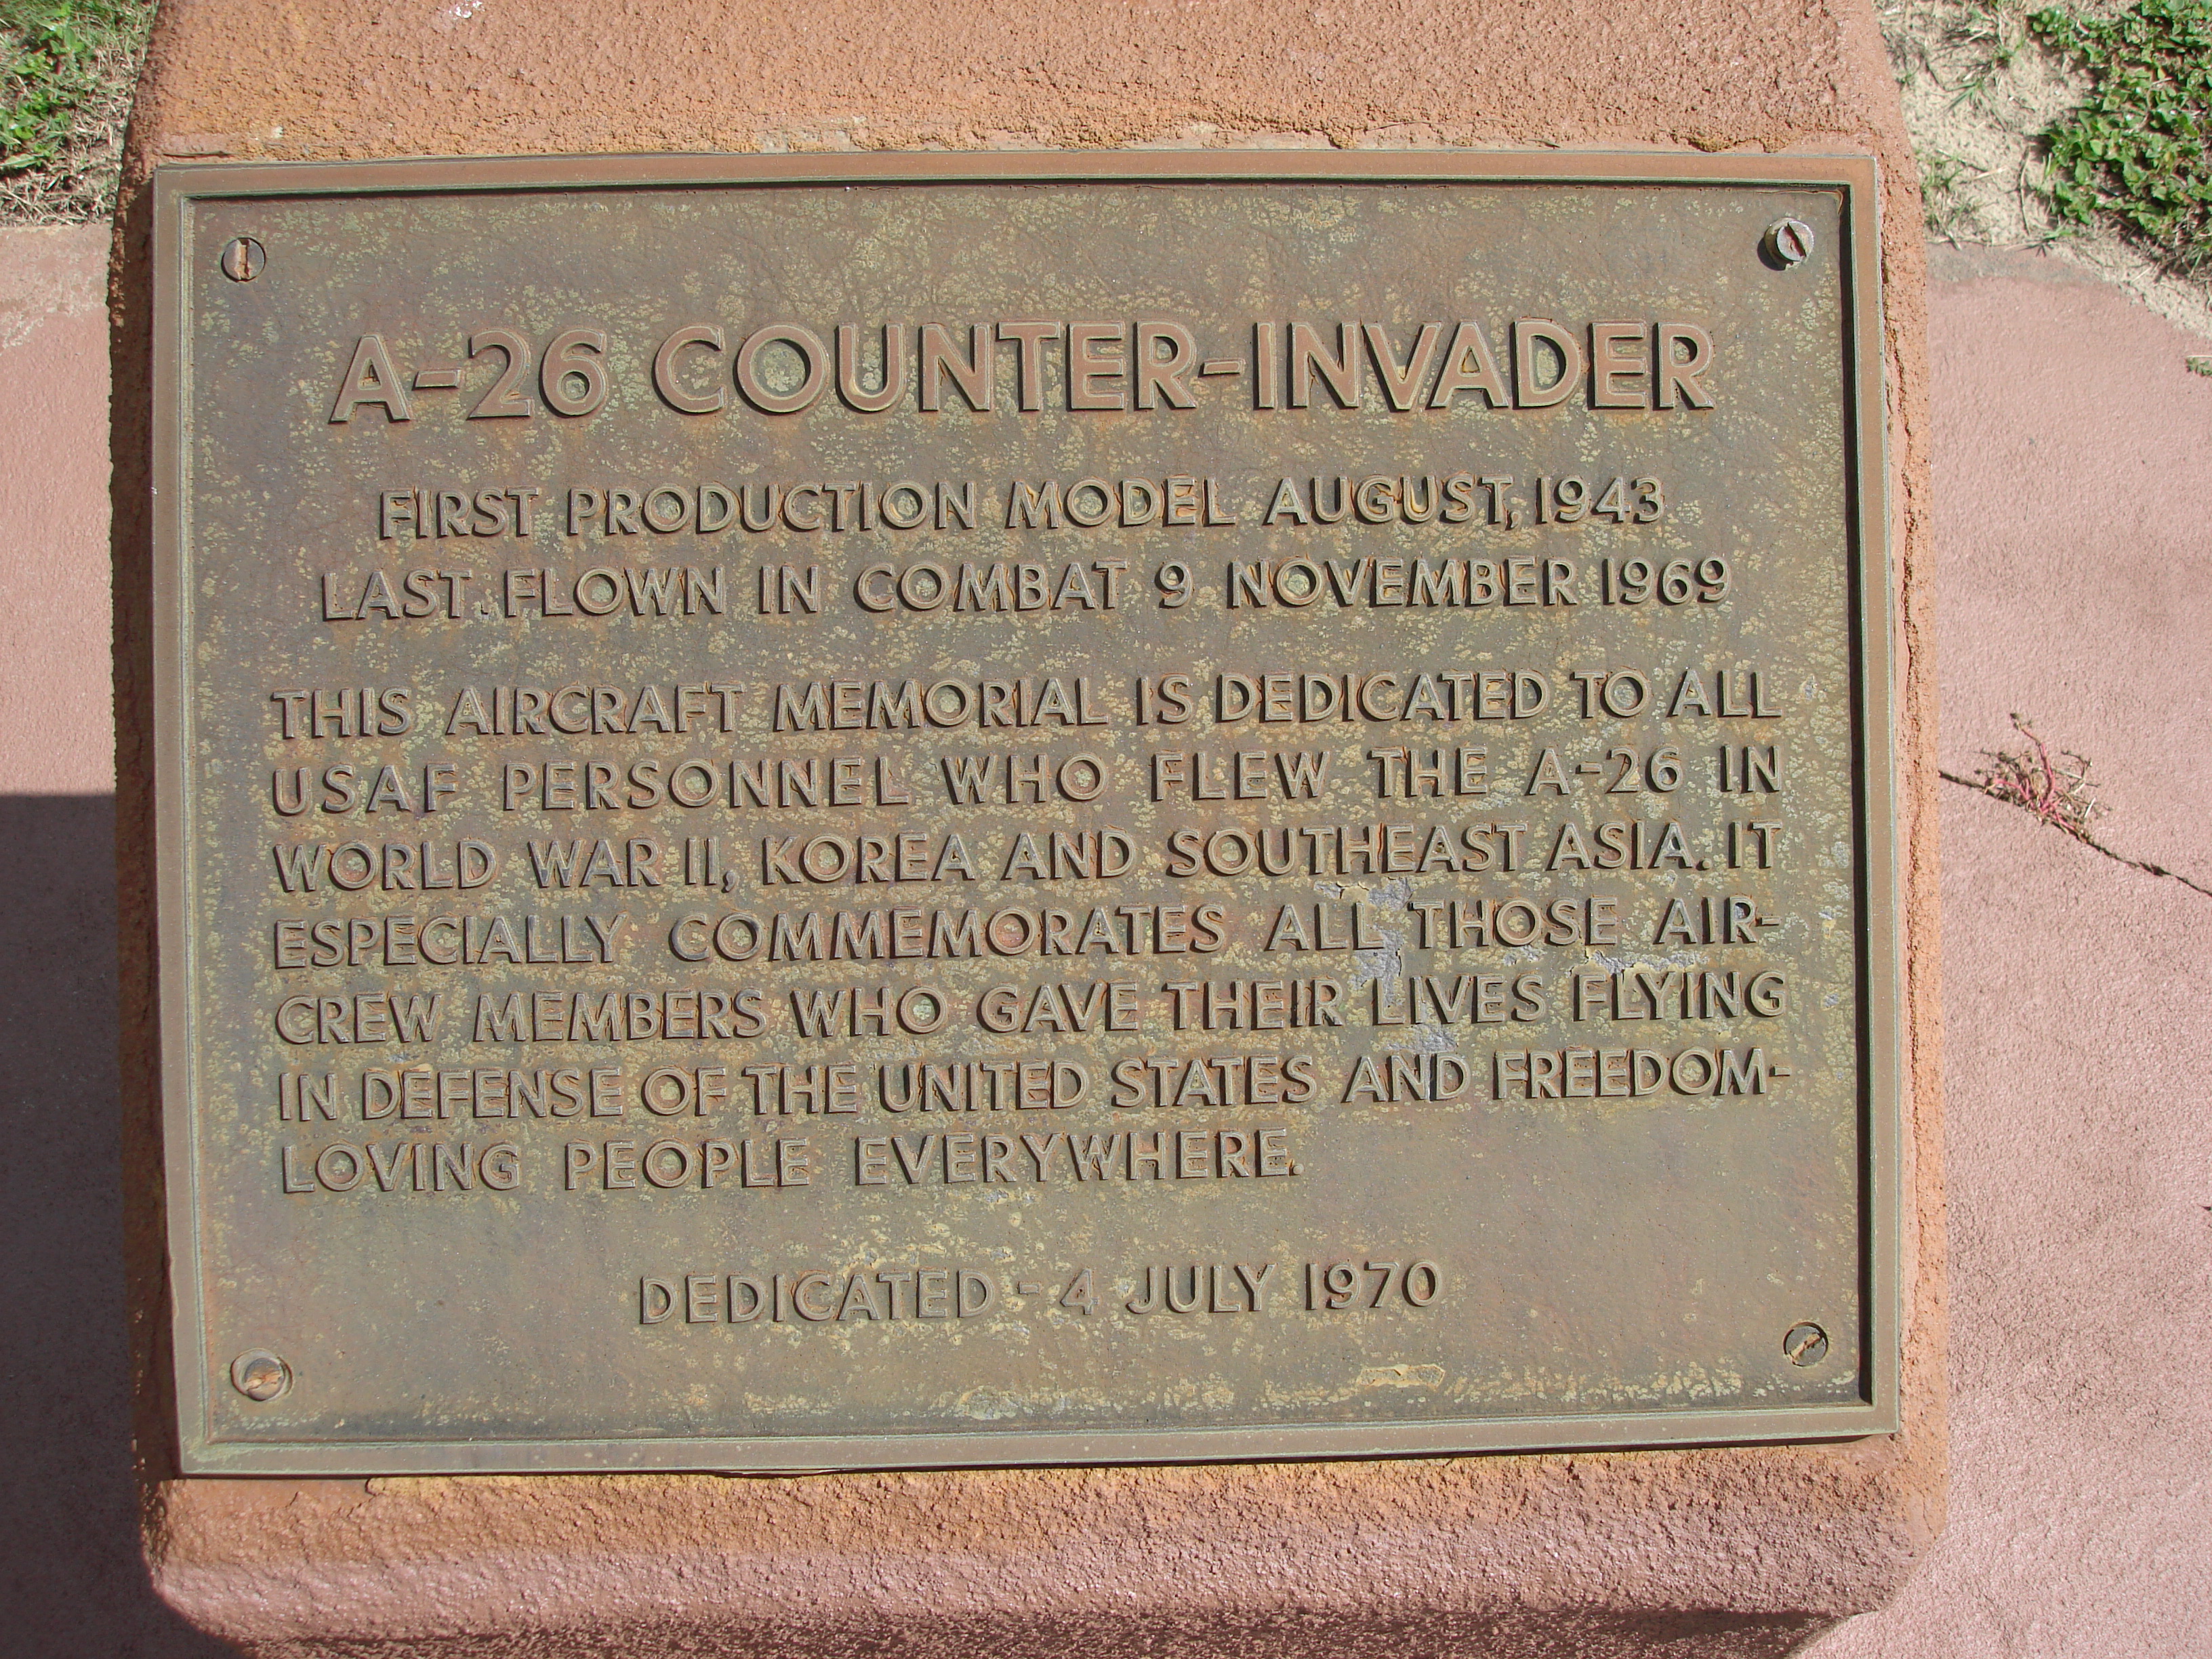 A-26 COUNTER-INVADER
FIRST PRODUCTION MODEL AUGUST, 1943
LAST FLOWN IN COMBAT 9 NOVEMBER 1969
THIS AIRCRAFT MEMORIAL IS DEDICATED TO ALL
USAF PERSONNEL WHO FLEW THE A-26 IN
WORLD WAR II, KOREA AND SOUTHEAST ASIA. IT
ESPECIALLY COMMEMORATES ALL THOSE AIR-
CREW MEMBERS WHO GAVE THEIR LIVES FLYING
IN DEFENSE OF THE UNITED STATES AND FREEDOM-
LOVING PEOPLE EVERYWHERE.
DEDICATED - 4 JULY 1970